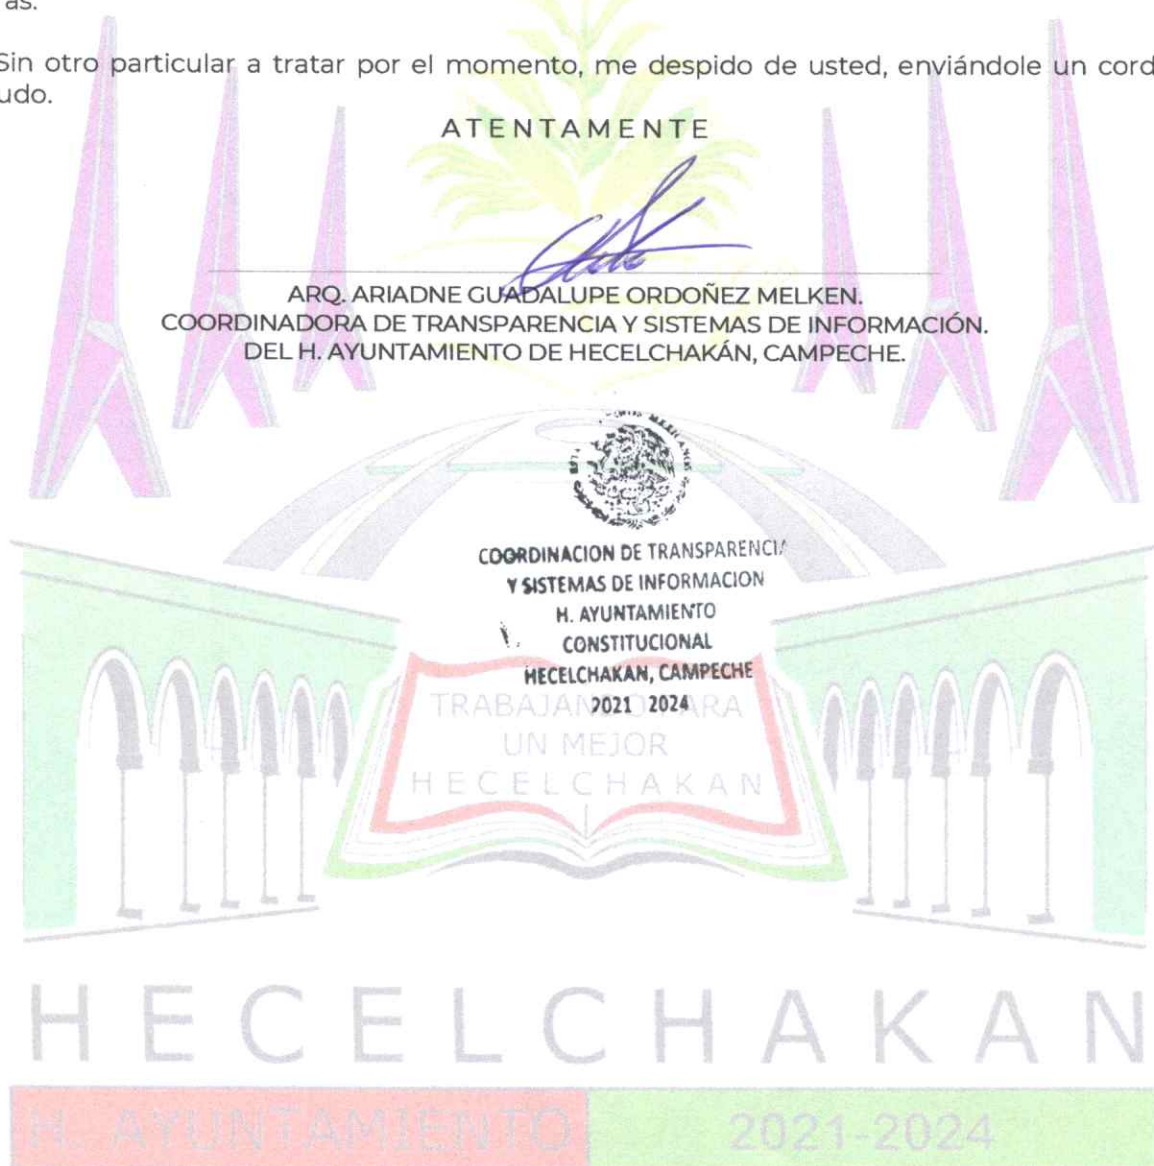 as.
Sin otro particular a tratar por el momento, me despido de usted, enviándole un cord
udo.
ATENTAMENTE
ARQ. ARIADNE GUADALUPE ORDOÑEZ MELKEN.
COORDINADORA DE TRANSPARENCIA Y SISTEMAS DE INFORMACIÓN.
DEL H. AYUNTAMIENTO DE HECELCHAKÁN, CAMPECHE.
COORDINACION DE TRANSPARENCIA
Y SISTEMAS DE INFORMACION
H. AYUNTAMIENTO
CONSTITUCIONAL
HECELCHAKAN, CAMPECHE
2021 2024
TRABAJANDO PARA
UN MEJOR
HECELCHAKAN
HECELCHAKAN
H. AYUNTAMIENTO 2021-2024